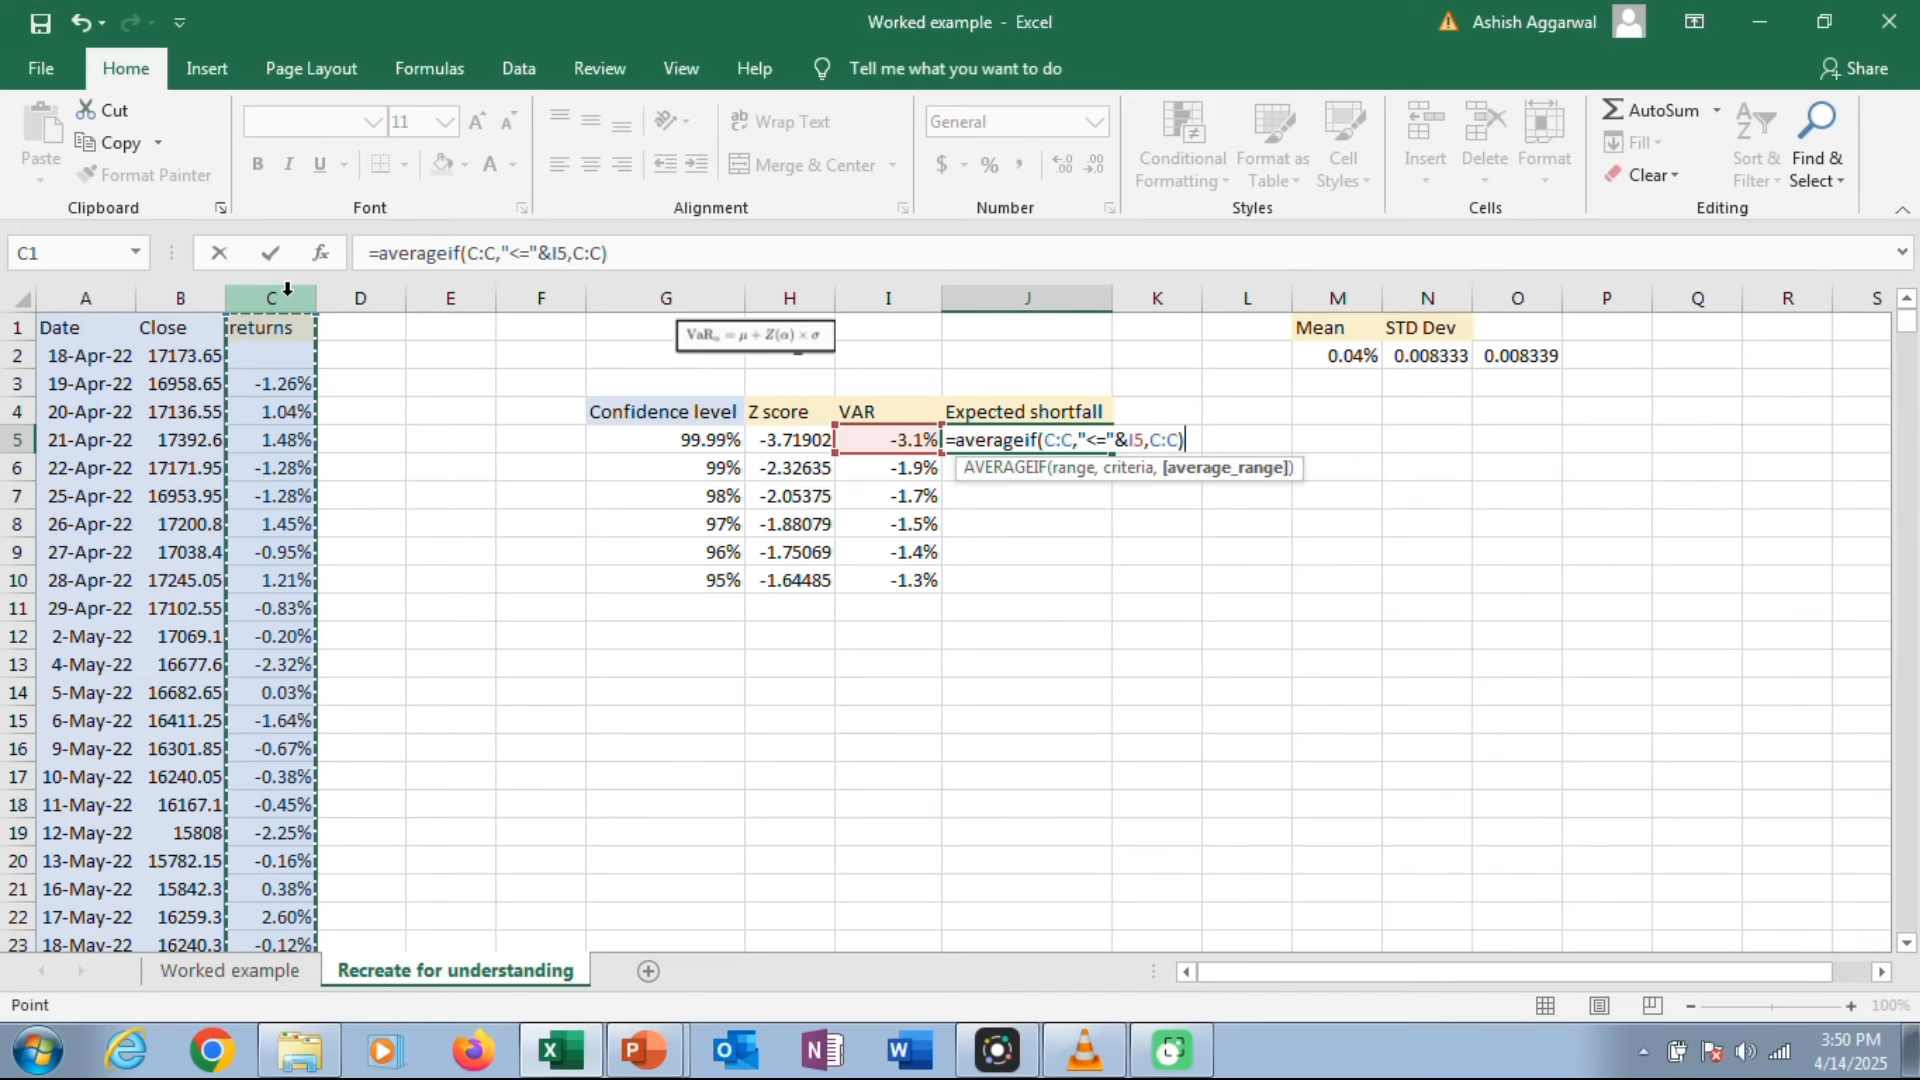 Worked example - Excel
Ashish Aggarwal
File Home Insert Page Layout Formulas Data Review View Help Tell me what you want to do Share
Paste
Cut
Copy
Format Painter
Clipboard
11
B I U A
Font
ab Wrap Text
Merge & Center
Alignment
General
$ % ,
Number
Conditional Formatting
Format as Table
Cell Styles
Styles
Insert
Delete
Format
Cells
AutoSum
Fill
Clear
Sort & Filter
Find & Select
Editing
C1 fx =averageif(C:C,"<="&I5,C:C)
A B C D E F G H I J K L M N O P Q R S
1 Date Close returns VaRα = μ + Z(α) × σ Mean STD Dev
2 18-Apr-22 17173.65 0.04% 0.008333 0.008339
3 19-Apr-22 16958.65 -1.26%
4 20-Apr-22 17136.55 1.04% Confidence level Z score VAR Expected shortfall
5 21-Apr-22 17392.6 1.48% 99.99% -3.71902 -3.1% =averageif(C:C,"<="&I5,C:C)
6 22-Apr-22 17171.95 -1.28% 99% -2.32635 -1.9% AVERAGEIF(range, criteria, [average_range])
7 25-Apr-22 16953.95 -1.28% 98% -2.05375 -1.7%
8 26-Apr-22 17200.8 1.45% 97% -1.88079 -1.5%
9 27-Apr-22 17038.4 -0.95% 96% -1.75069 -1.4%
10 28-Apr-22 17245.05 1.21% 95% -1.64485 -1.3%
11 29-Apr-22 17102.55 -0.83%
12 2-May-22 17069.1 -0.20%
13 4-May-22 16677.6 -2.32%
14 5-May-22 16682.65 0.03%
15 6-May-22 16411.25 -1.64%
16 9-May-22 16301.85 -0.67%
17 10-May-22 16240.05 -0.38%
18 11-May-22 16167.1 -0.45%
19 12-May-22 15808 -2.25%
20 13-May-22 15782.15 -0.16%
21 16-May-22 15842.3 0.38%
22 17-May-22 16259.3 2.60%
23 18-May-22 16240.3 -0.12%
Worked example Recreate for understanding
Point 100%
3:50 PM
4/14/2025